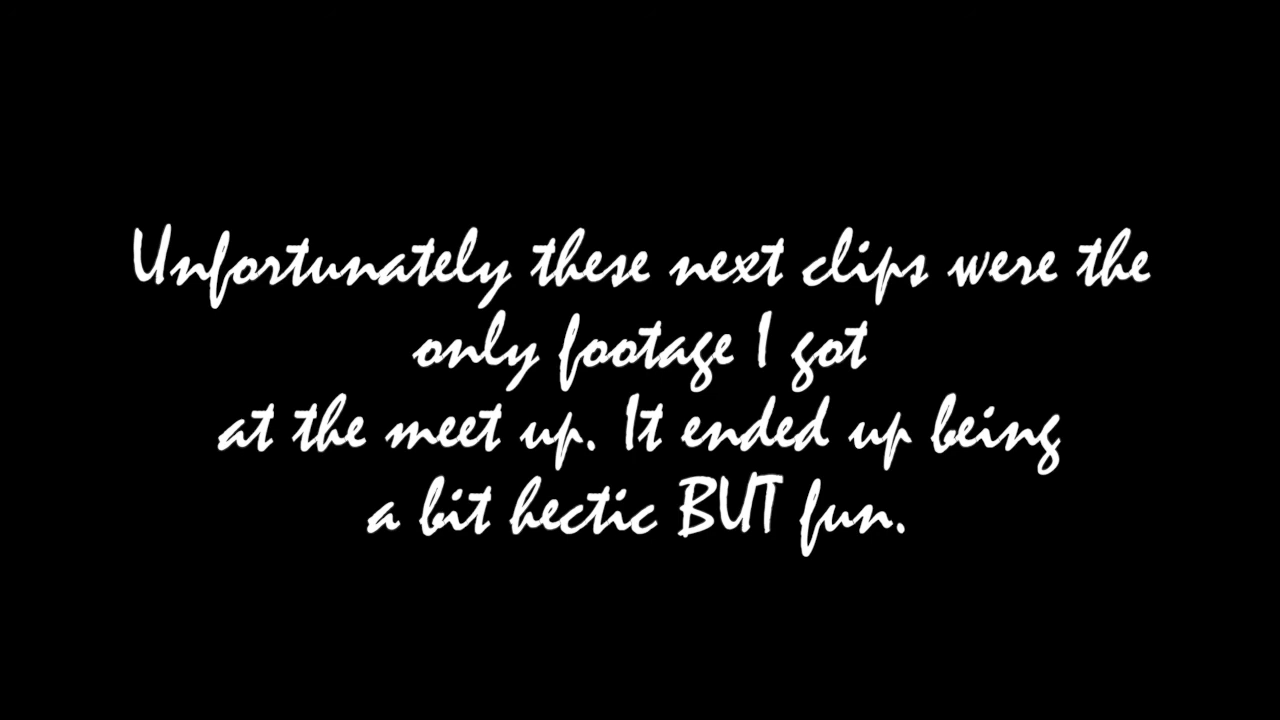 Unfortunately these next clips were the
only footage I got
at the meet up. It ended up being
a bit hectic BUT fun.